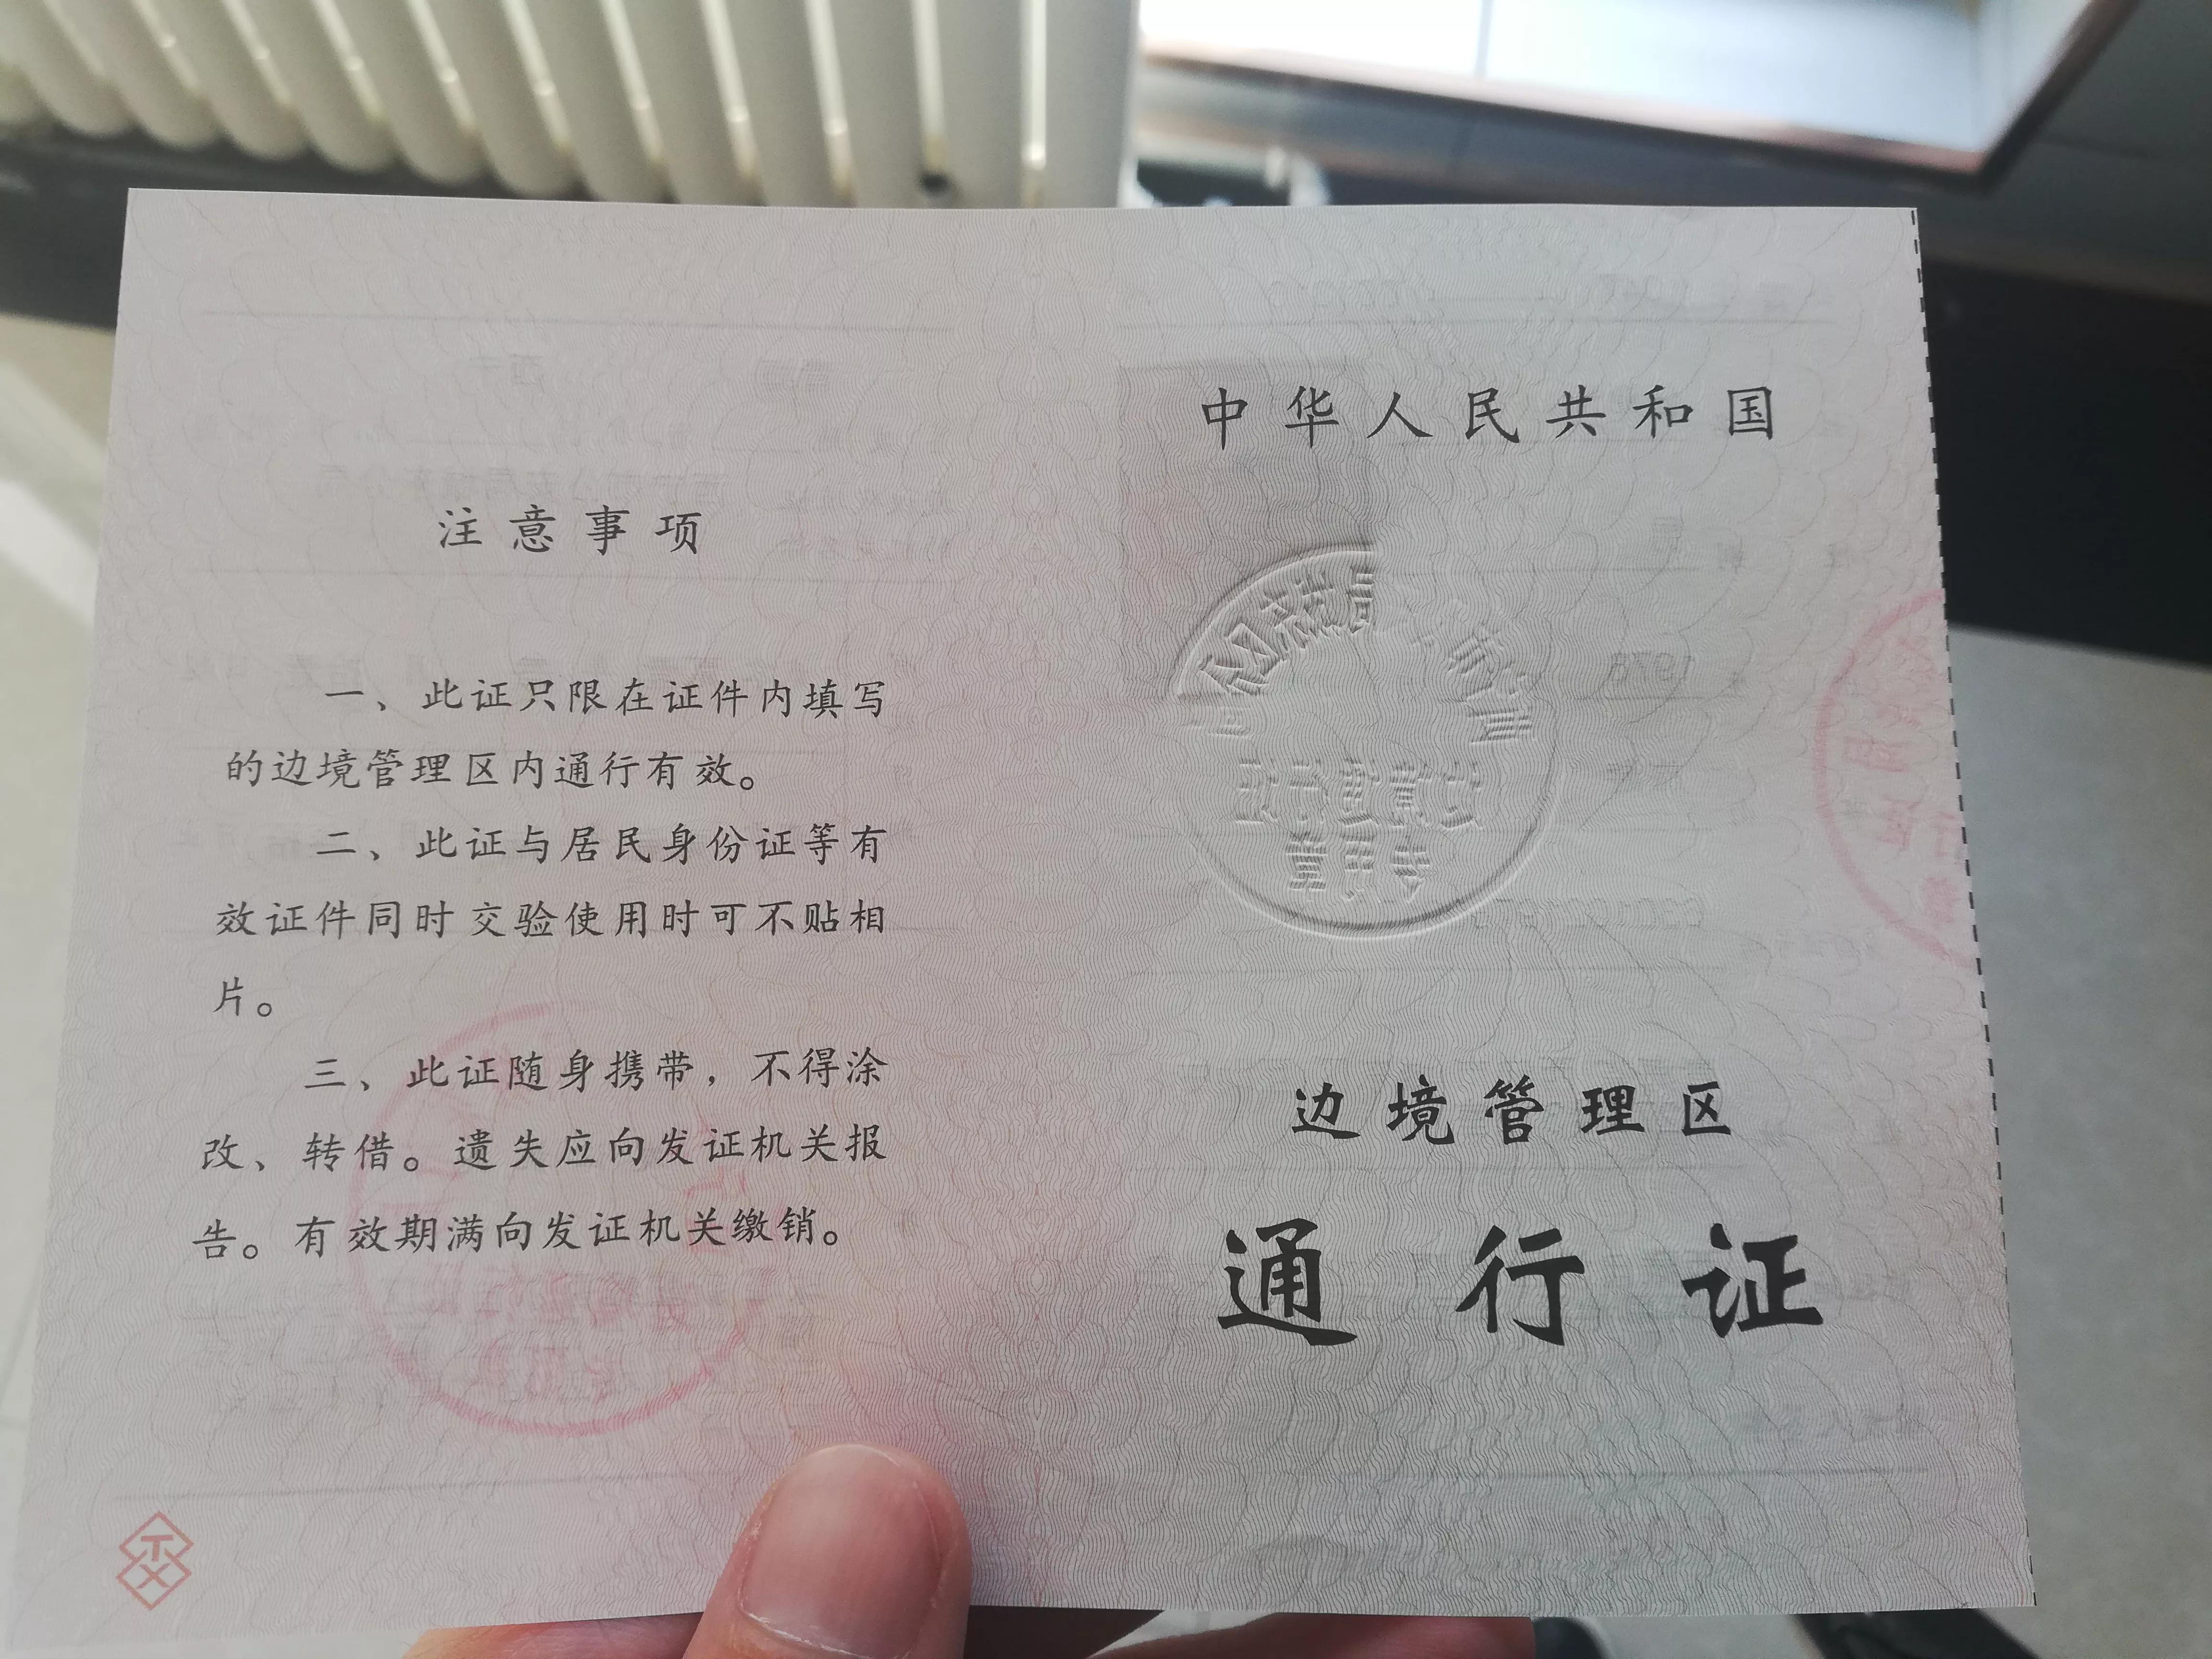 注意事项
一、此证只限在证件内填写
的边境管理区内通行有效。
二、此证与居民身份证等有
效证件同时交验使用时可不贴相
片。
三、此证随身携带，不得涂
改、转借。遗失应向发证机关报
告。有效期满向发证机关缴销。
中华人民共和国
边境管理区
通行证